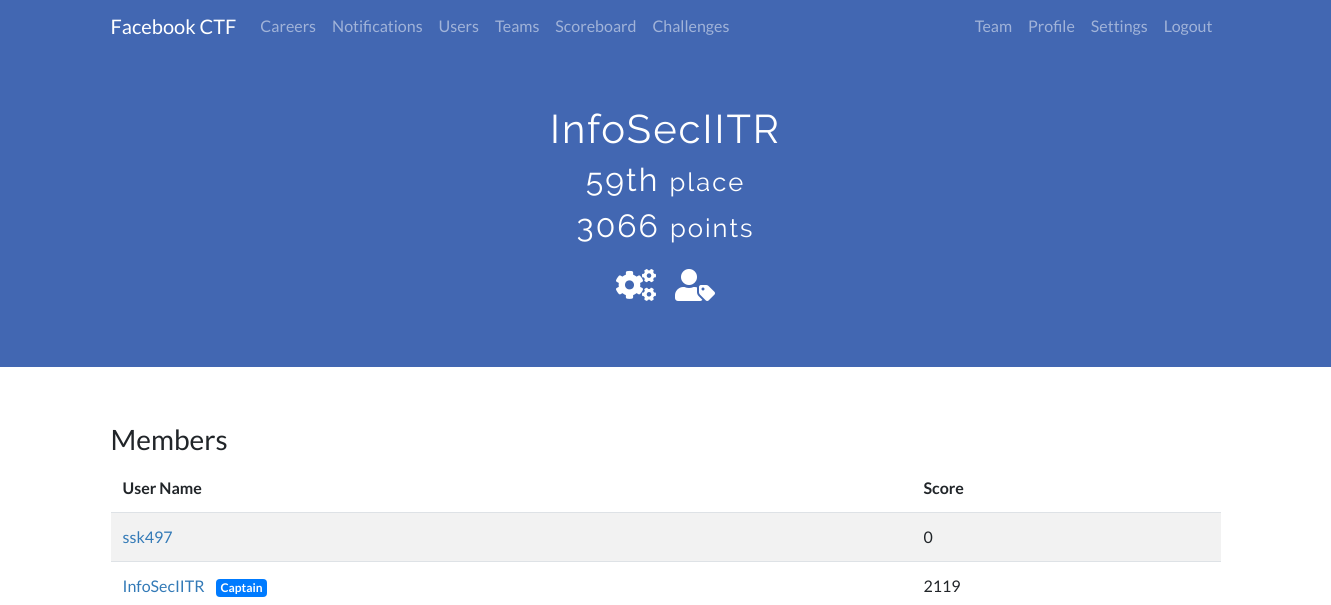 Facebook CTF Careers Notifications Users Teams Scoreboard Challenges Team Profile Settings Logout
InfoSecIITR
59th place
3066 points
Members
User Name Score
ssk497 0
InfoSecIITR Captain 2119